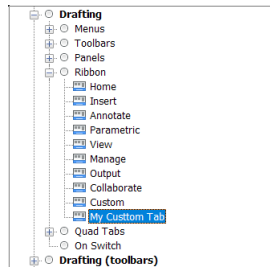 Drafting
Menus
Toolbars
Panels
Ribbon
Home
Insert
Annotate
Parametric
View
Manage
Output
Collaborate
Custom
My Custtom Tab
Quad Tabs
On Switch
Drafting (toolbars)